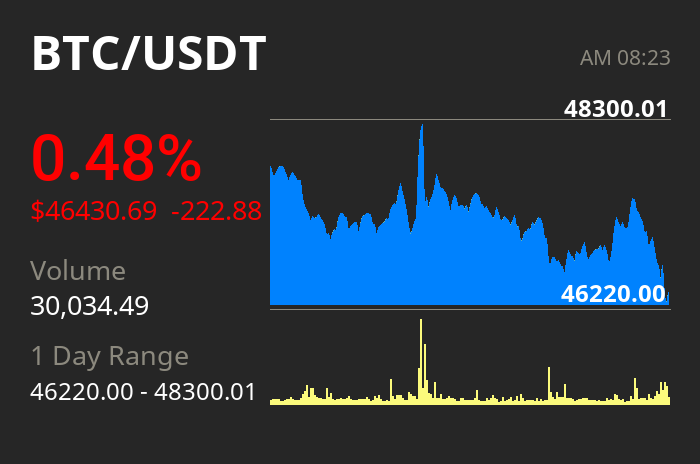 BTC/USDT
AM 08:23
48300.01
0.48%
$46430.69 -222.88
Volume
30,034.49
46220.00
1 Day Range
46220.00 - 48300.01